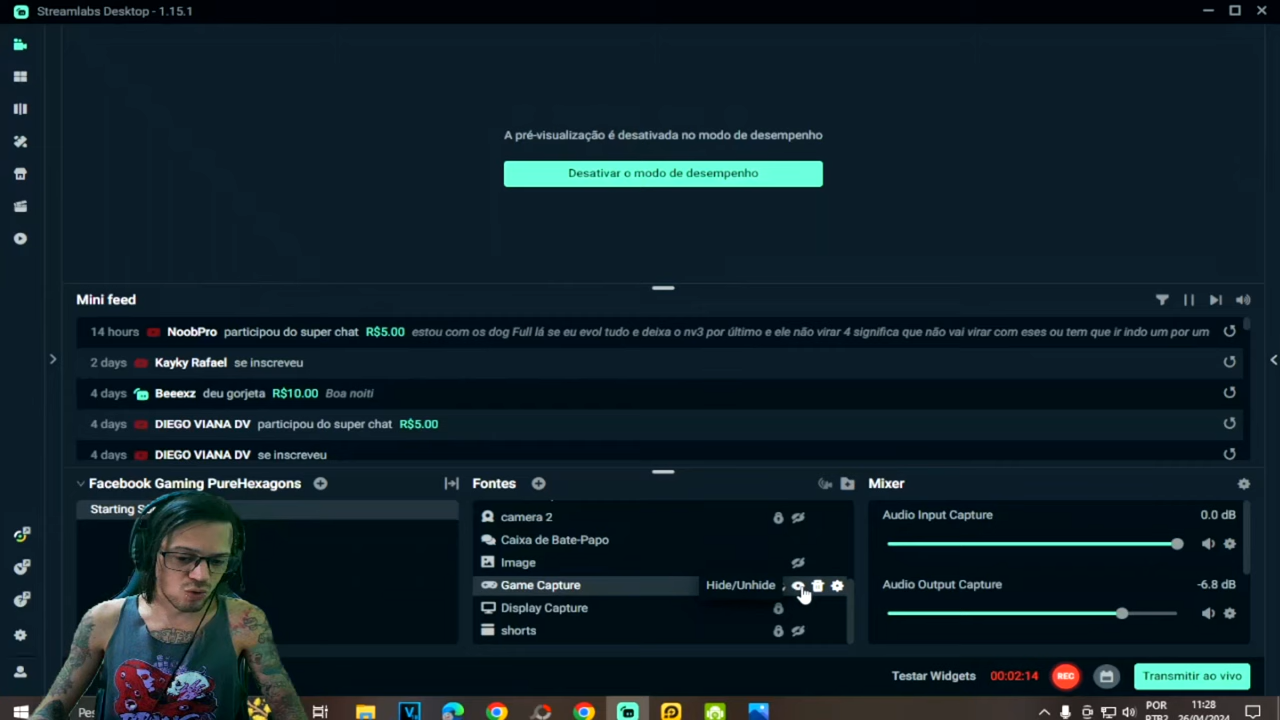 Streamlabs Desktop - 1.15.1
A pré-visualização é desativada no modo de desempenho
Desativar o modo de desempenho
Mini feed
14 hours NoobPro participou do super chat R$5.00 estou com os dog Full lá se eu evol tudo e deixa o nv3 por último e ele não virar 4 significa que não vai virar com eses ou tem que ir indo um por um
2 days Kayky Rafael se inscreveu
4 days Beeexz deu gorjeta R$10.00 Boa noiti
4 days DIEGO VIANA DV participou do super chat R$5.00
4 days DIEGO VIANA DV se inscreveu
Facebook Gaming PureHexagons
Starting
Fontes
camera 2
Caixa de Bate-Papo
Image
Game Capture Hide/Unhide
Display Capture
shorts
Mixer
Audio Input Capture 0.0 dB
Audio Output Capture -6.8 dB
Testar Widgets 00:02:14 REC Transmitir ao vivo
POR 11:28
PTB2 26/04/2024